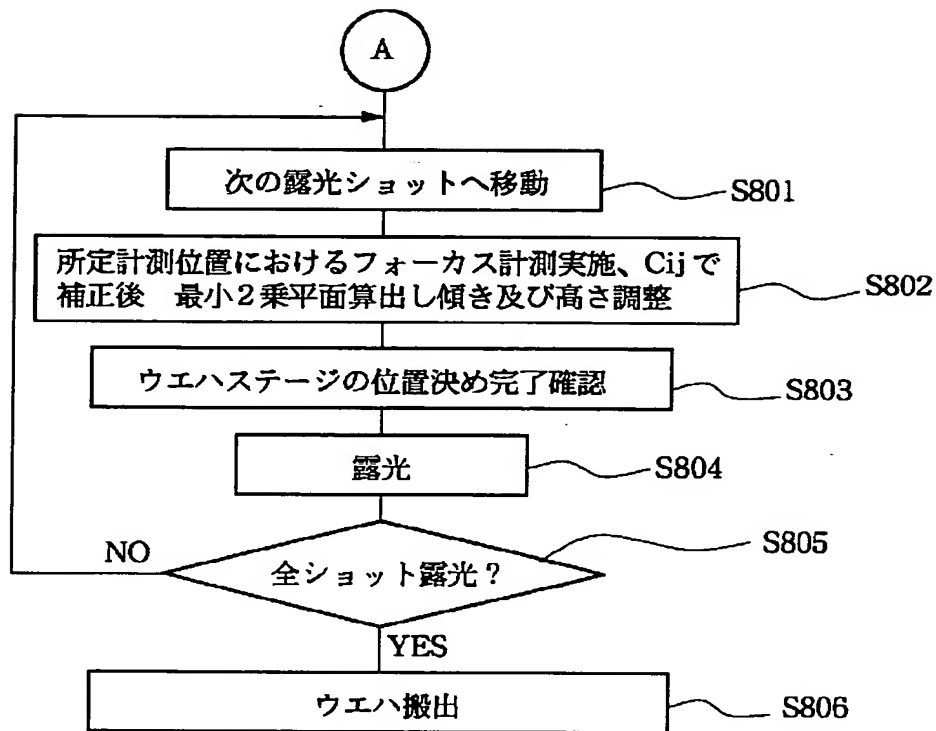 A
次の露光ショットへ移動
S801
所定計測位置におけるフォーカス計測実施、Cijで
補正後 最小2乗平面算出し傾き及び高さ調整
S802
ウエハステージの位置決め完了確認
S803
露光
S804
NO
全ショット露光?
S805
YES
ウエハ搬出
S806